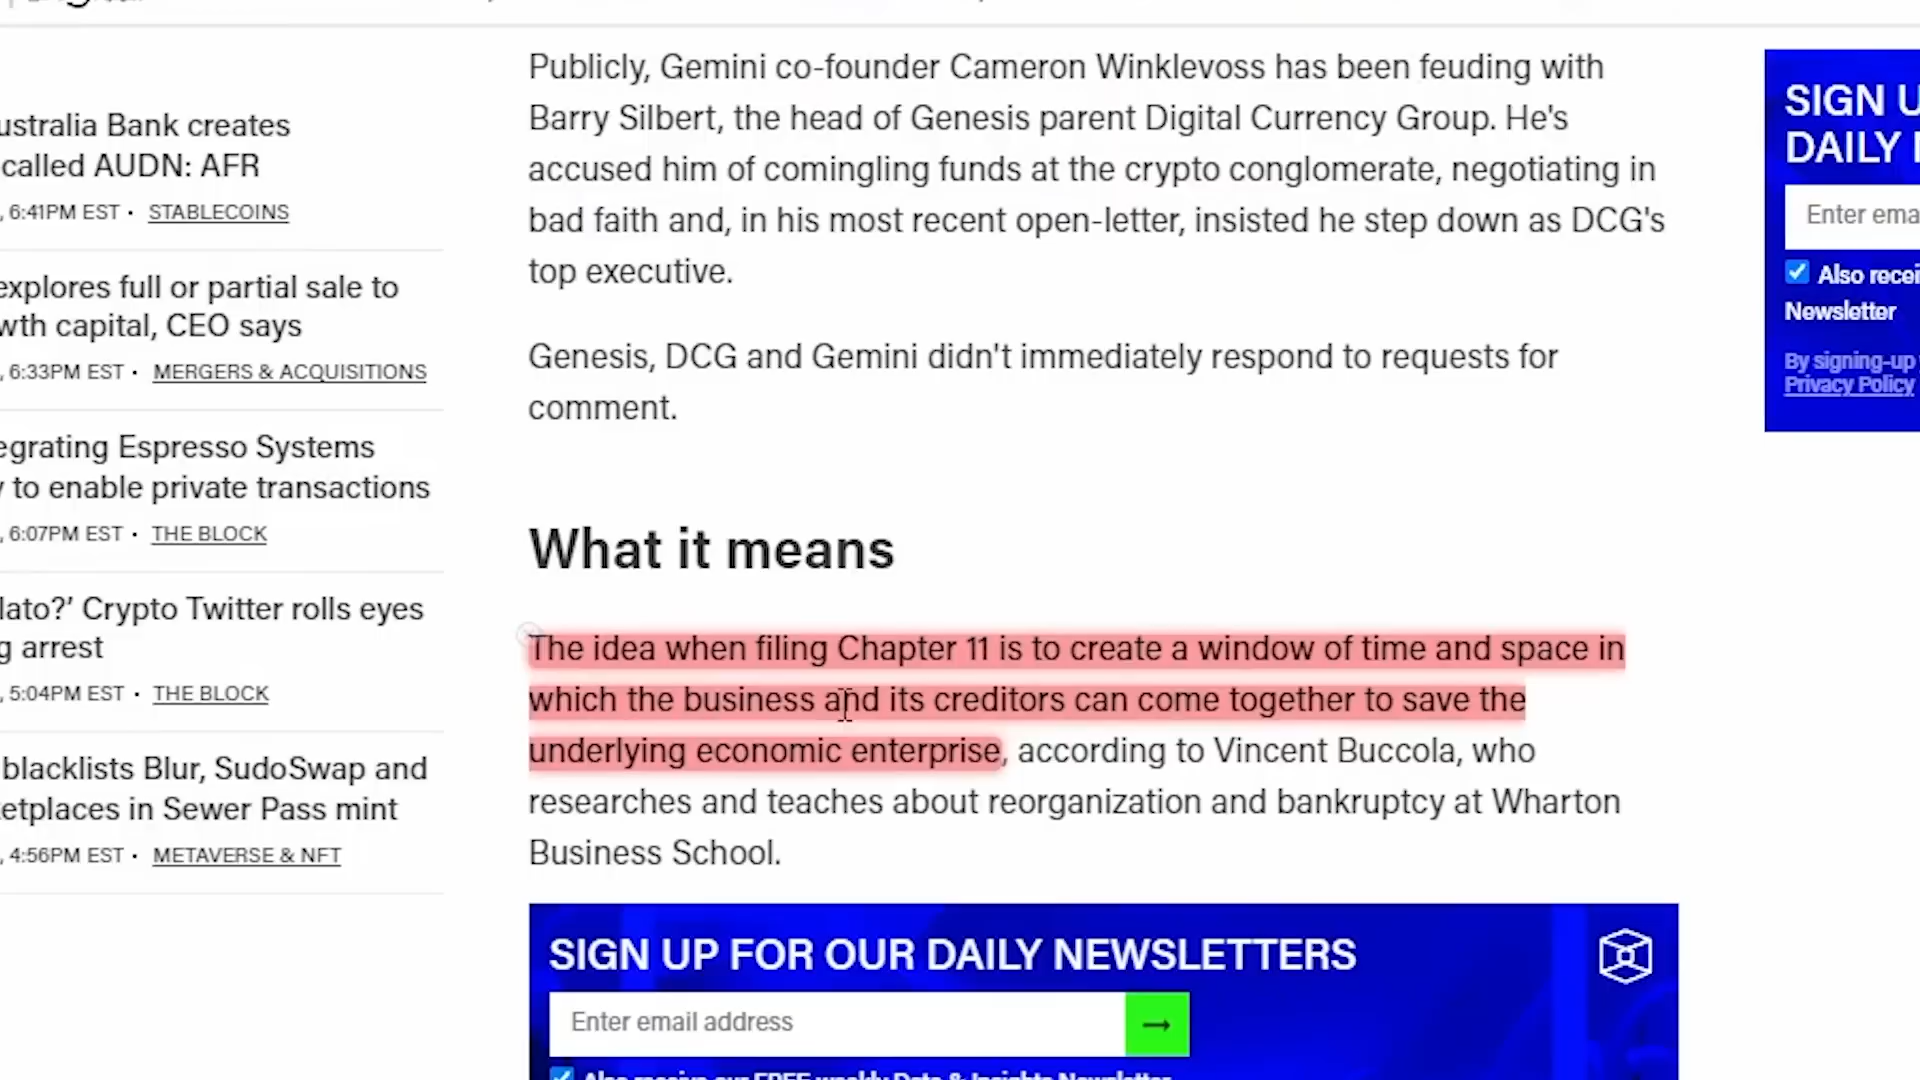 ustralia Bank creates
called AUDN: AFR
, 6:41PM EST · STABLECOINS
explores full or partial sale to
wth capital, CEO says
, 6:33PM EST · MERGERS & ACQUISITIONS
egrating Espresso Systems
y to enable private transactions
, 6:07PM EST · THE BLOCK
lato?’ Crypto Twitter rolls eyes
g arrest
, 5:04PM EST · THE BLOCK
blacklists Blur, SudoSwap and
etplaces in Sewer Pass mint
, 4:56PM EST · METAVERSE & NFT
Publicly, Gemini co-founder Cameron Winklevoss has been feuding with
Barry Silbert, the head of Genesis parent Digital Currency Group. He's
accused him of comingling funds at the crypto conglomerate, negotiating in
bad faith and, in his most recent open-letter, insisted he step down as DCG's
top executive.
Genesis, DCG and Gemini didn't immediately respond to requests for
comment.
What it means
The idea when filing Chapter 11 is to create a window of time and space in
which the business and its creditors can come together to save the
underlying economic enterprise, according to Vincent Buccola, who
researches and teaches about reorganization and bankruptcy at Wharton
Business School.
SIGN UP FOR OUR DAILY NEWSLETTERS
Enter email address
→
Also receive our FREE weekly Data & Insights Newsletter
SIGN U
DAILY
Enter ema
Also recei
Newsletter
By signing-up
Privacy Policy